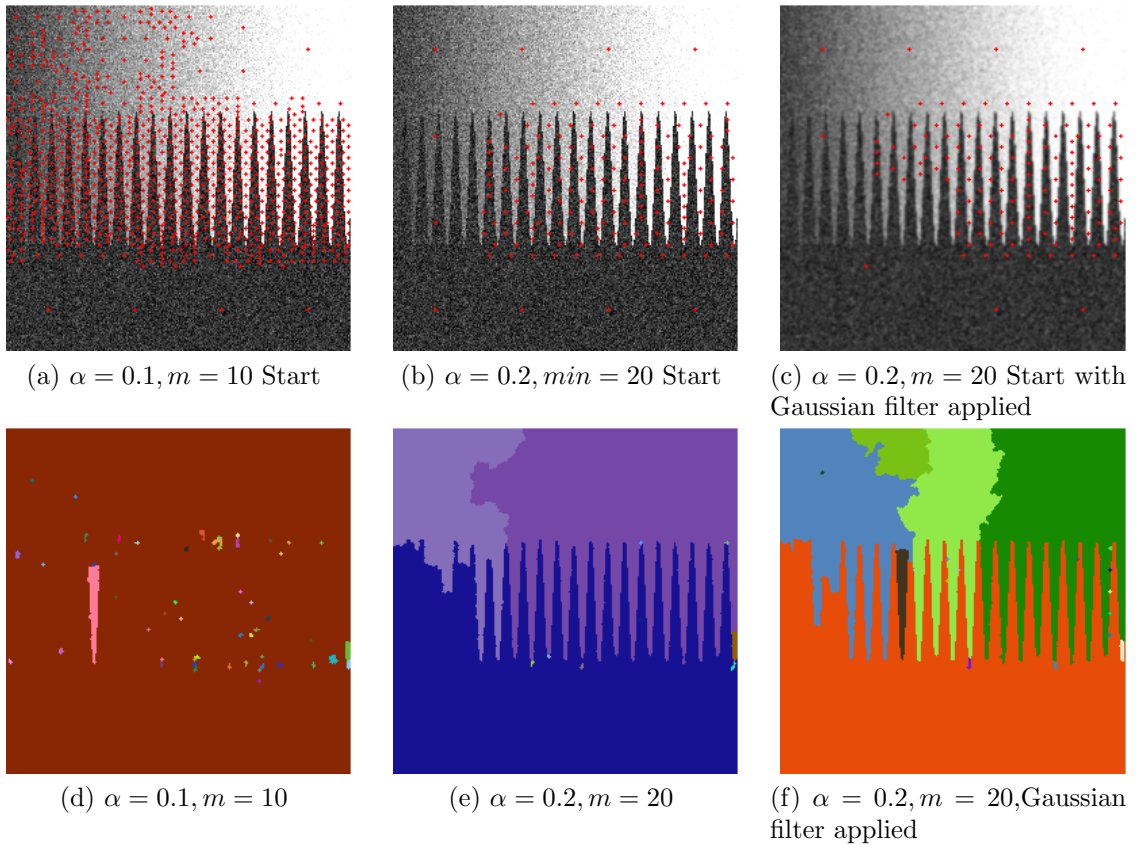 (a) α = 0.1, m = 10 Start
(b) α = 0.2, min = 20 Start
(c) α = 0.2, m = 20 Start with
Gaussian filter applied
(d) α = 0.1, m = 10
(e) α = 0.2, m = 20
(f) α = 0.2, m = 20,Gaussian
filter applied